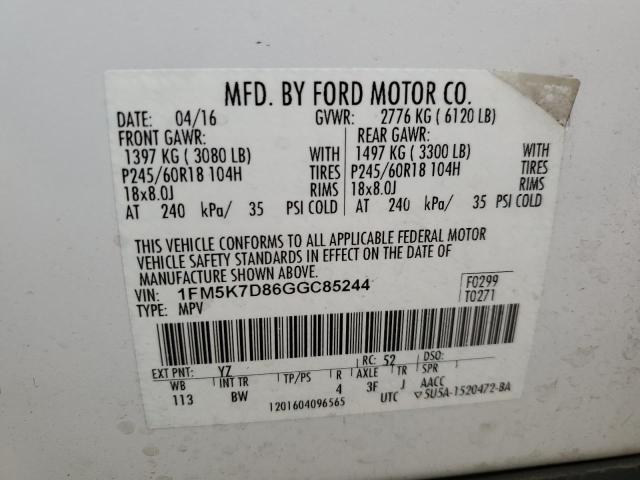 MFD. BY FORD MOTOR CO.
DATE: 04/16 GVWR: 2776 KG ( 6120 LB)
FRONT GAWR: REAR GAWR:
1397 KG ( 3080 LB) WITH 1497 KG ( 3300 LB) WITH
P245/60R18 104H TIRES P245/60R18 104H TIRES
18x8.0J RIMS 18x8.0J RIMS
AT 240 kPa/ 35 PSI COLD AT 240 kPa/ 35 PSI COLD
THIS VEHICLE CONFORMS TO ALL APPLICABLE FEDERAL MOTOR
VEHICLE SAFETY STANDARDS IN EFFECT ON THE DATE OF
MANUFACTURE SHOWN ABOVE.
VIN: 1FM5K7D86GGC85244 F0299
TYPE: MPV T0271
EXT PNT: YZ RC: 52 DSO:
WB INT TR TP/PS R AXLE TR SPR
113 BW 4 3F J AACC
1201604096565 UTC ▽5U5A-1520472-BA